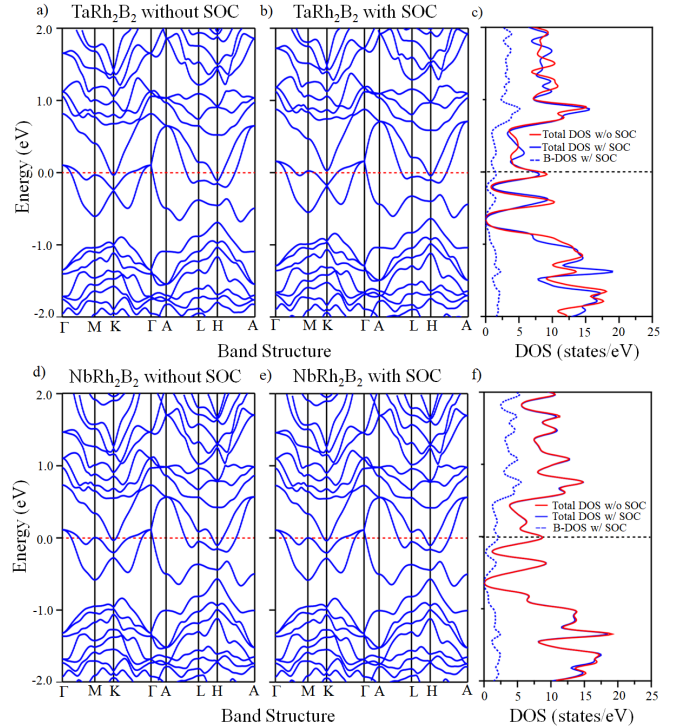 a) TaRh₂B₂ without SOC b) TaRh₂B₂ with SOC c)
2.0
1.0
0.0
-1.0
-2.0
Energy (eV)
Γ M K Γ A L H A
Γ M K Γ A L H A
Band Structure
Total DOS w/o SOC
Total DOS w/ SOC
B-DOS w/ SOC
0 5 10 15 20 25
DOS (states/eV)
d) NbRh₂B₂ without SOC e) NbRh₂B₂ with SOC f)
2.0
1.0
0.0
-1.0
-2.0
Energy (eV)
Γ M K Γ A L H A
Γ M K Γ A L H A
Band Structure
Total DOS w/o SOC
Total DOS w/ SOC
B-DOS w/ SOC
0 5 10 15 20 25
DOS (states/eV)